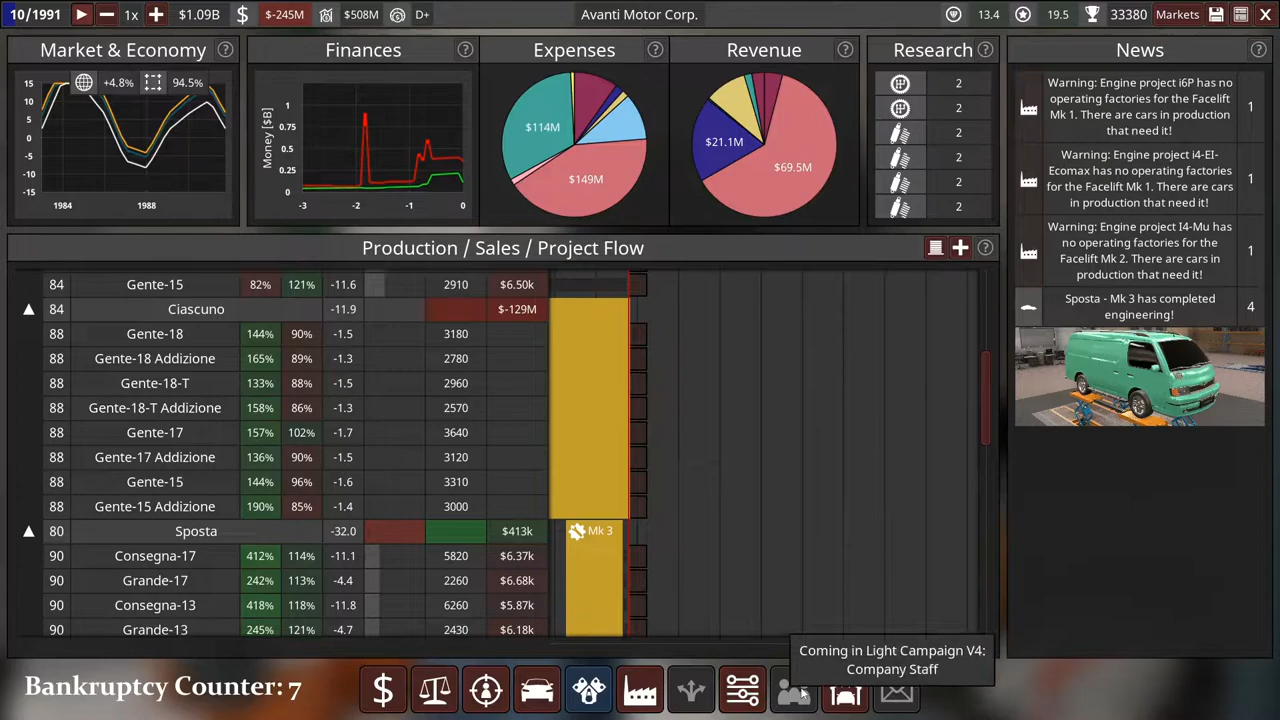 10/1991 1x $1.09B $ $-245M $508M D+ Avanti Motor Corp. 13.4 19.5 33380 Markets X
Market & Economy ? Finances ? Expenses ? Revenue ? Research ? News ?
15 10 5 0 -5 -10 -15
+4.8% 94.5%
1984 1988
Money [$B]
1 0.75 0.5 0.25 0
-3 -2 -1 0
$114M
$149M
$21.1M
$69.5M
2
2
2
2
2
2
Warning: Engine project i6P has no
operating factories for the Facelift
Mk 1. There are cars in production
that need it!
1
Warning: Engine project i4-EI-
Ecomax has no operating factories
for the Facelift Mk 1. There are cars
in production that need it!
1
Warning: Engine project I4-Mu has
no operating factories for the
Facelift Mk 2. There are cars in
production that need it!
1
Sposta - Mk 3 has completed
engineering!
4
Production / Sales / Project Flow ?
84 Gente-15 82% 121% -11.6 2910 $6.50k
84 Ciascuno -11.9 $-129M
88 Gente-18 144% 90% -1.5 3180
88 Gente-18 Addizione 165% 89% -1.3 2780
88 Gente-18-T 133% 88% -1.5 2960
88 Gente-18-T Addizione 158% 86% -1.3 2570
88 Gente-17 157% 102% -1.7 3640
88 Gente-17 Addizione 136% 90% -1.5 3120
88 Gente-15 144% 96% -1.6 3310
88 Gente-15 Addizione 190% 85% -1.4 3000
80 Sposta -32.0 $413k Mk 3
90 Consegna-17 412% 114% -11.1 5820 $6.37k
90 Grande-17 242% 113% -4.4 2260 $6.68k
90 Consegna-13 418% 118% -11.8 6260 $5.87k
90 Grande-13 245% 121% -4.7 2430 $6.18k
Coming in Light Campaign V4:
Company Staff
Bankruptcy Counter: 7
$